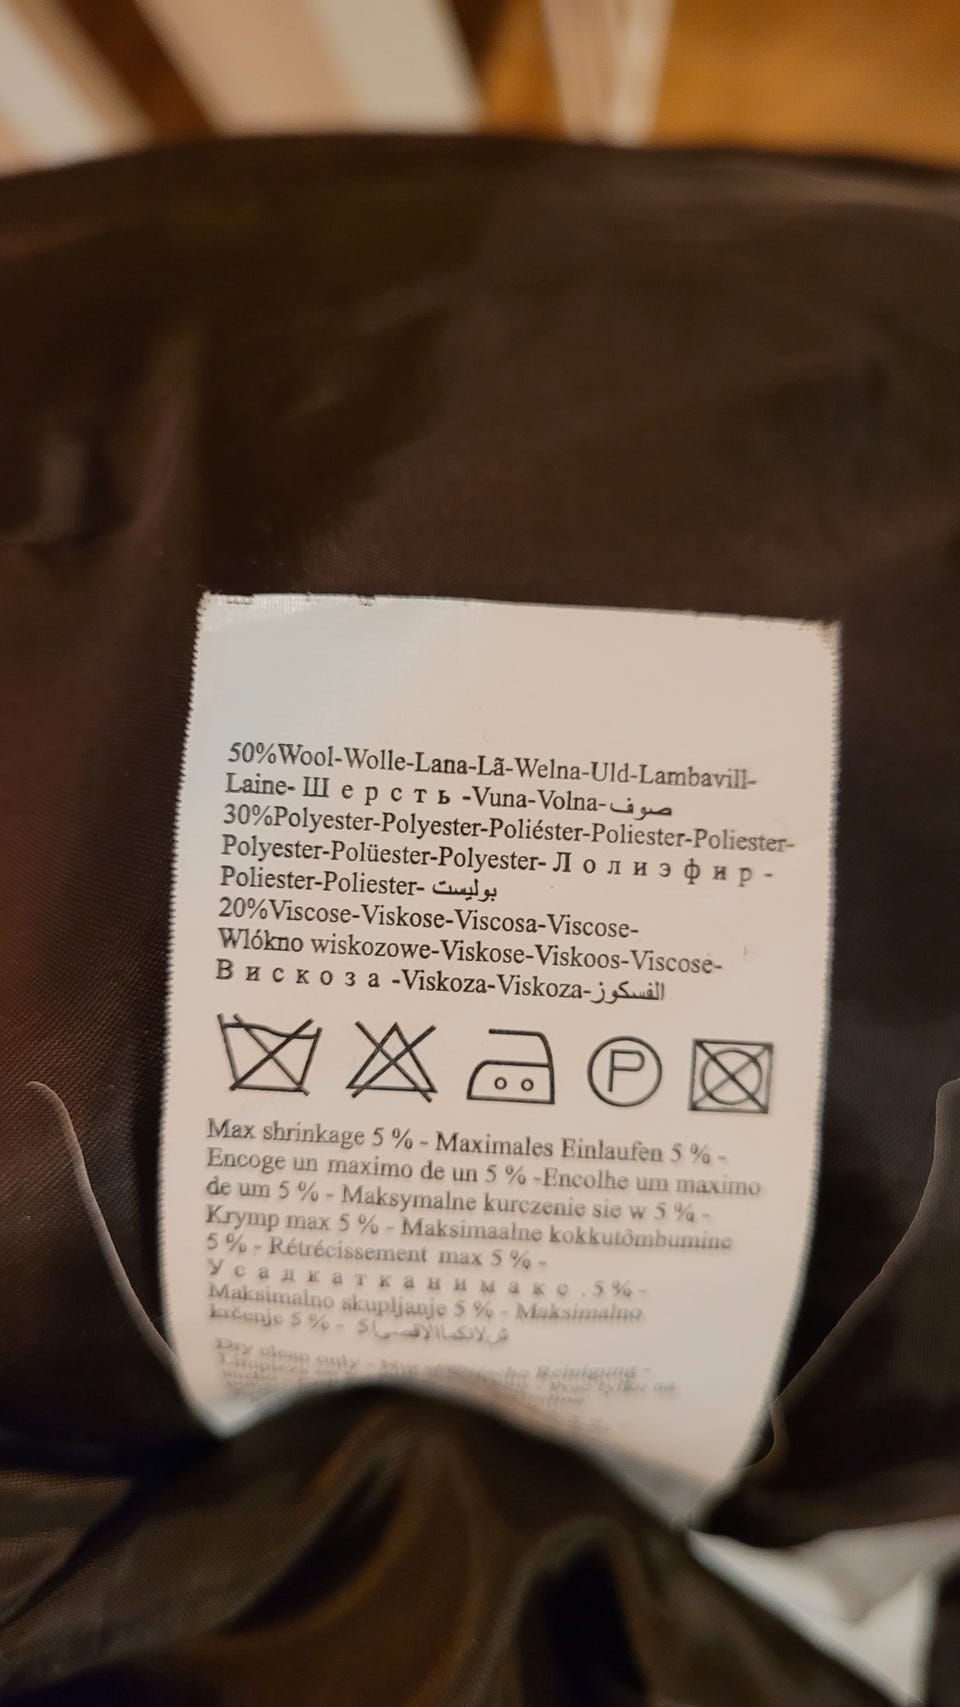 50%Wool-Wolle-Lana-Lã-Welna-Uld-Lambavill-
Laine- Ш е р с т ь -Vuna-Volna-صوف
30%Polyester-Polyester-Poliéster-Poliester-Poliester-
Polyester-Polüester-Polyester- Л о л и э ф и р -
Poliester-Poliester- بوليست
20%Viscose-Viskose-Viscosa-Viscose-
Wlókno wiskozowe-Viskose-Viskoos-Viscose-
В и с к о з а -Viskoza-Viskoza-الفسكوز
P
Max shrinkage 5 % - Maximales Einlaufen 5 % -
Encoge un maximo de un 5 % -Encolhe um maximo
de um 5 % - Maksymalne kurczenie sie w 5 % -
Krymp max 5 % - Maksimaalne kokkutõmbumine
5 % - Rétrécissement max 5 % -
У с а д к а т к а н и м а к с . 5 % -
Maksimalno skupljanje 5 % - Maksimalno
krčenje 5 % - 5
Dry clean only - Reinigung -